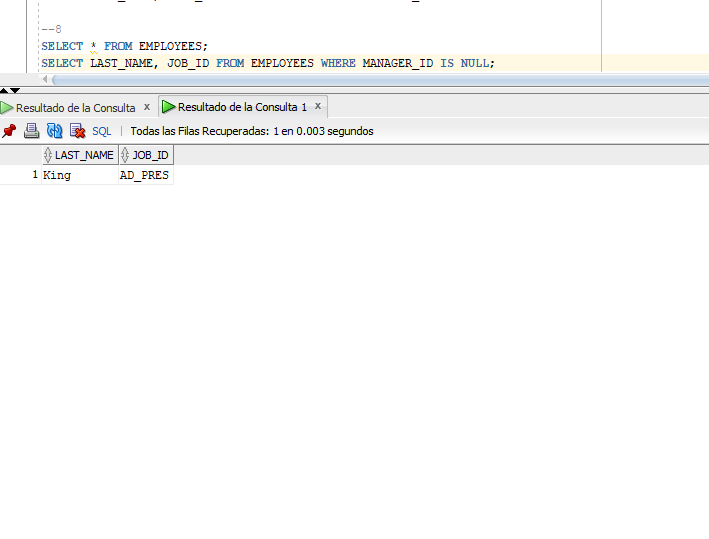 --8
SELECT * FROM EMPLOYEES;
SELECT LAST_NAME, JOB_ID FROM EMPLOYEES WHERE MANAGER_ID IS NULL;
Resultado de la Consulta x Resultado de la Consulta 1 x
SQL | Todas las Filas Recuperadas: 1 en 0.003 segundos
LAST_NAME JOB_ID
1 King AD_PRES